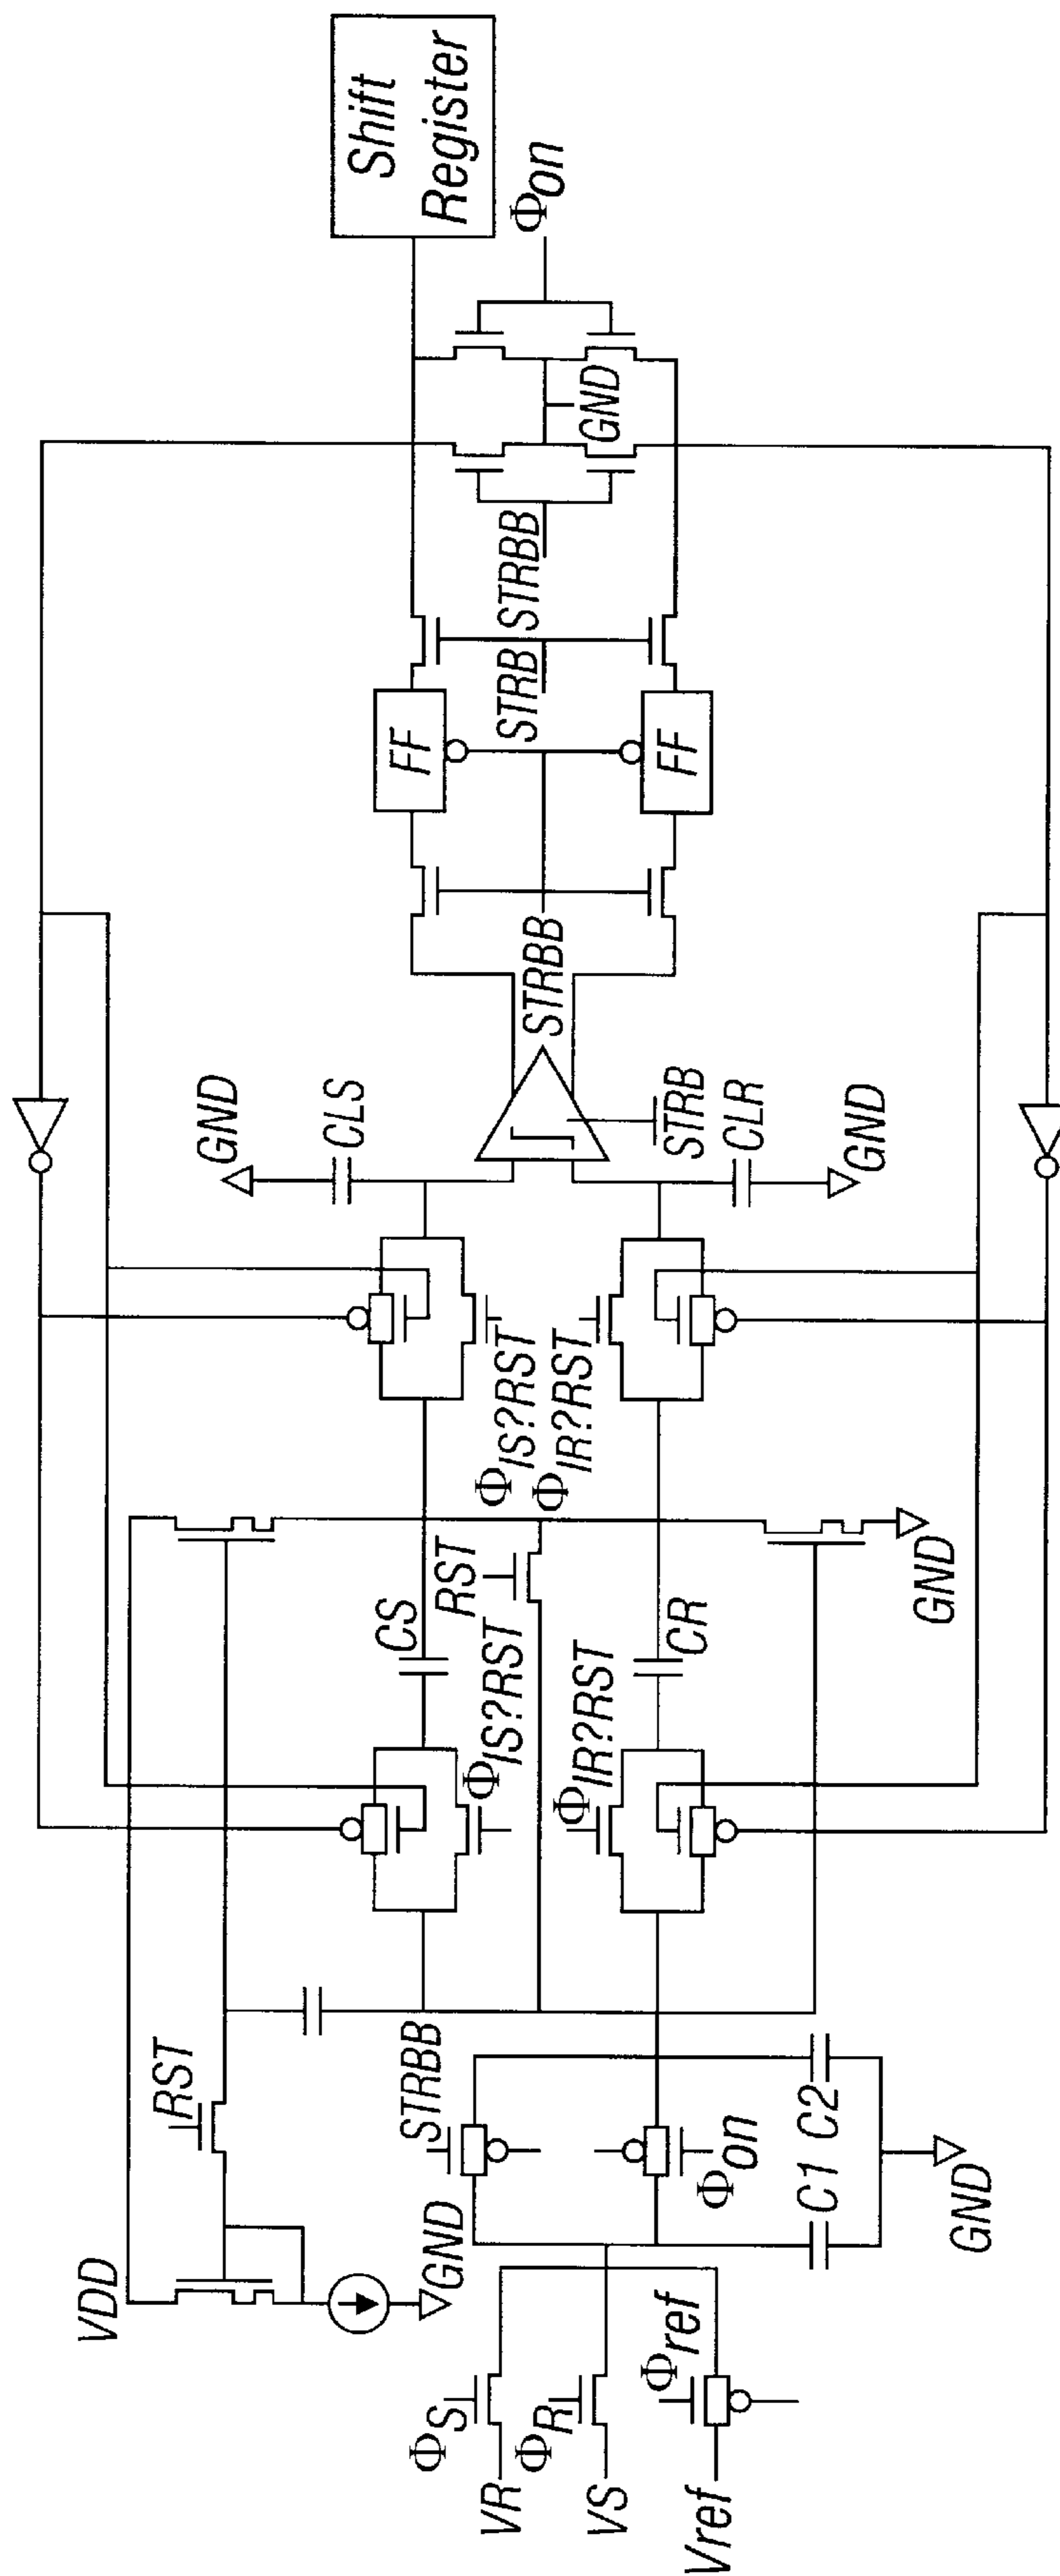 Shift
Register
Φon
GND
STRBB
STRB
FF
FF
STRBB
GND
CLS
STRB
CLR
GND
ΦIS?RST
ΦIR?RST
RST
CS
ΦIS?RST
ΦIR?RST
CR
GND
RST
STRBB
Φon
C1 C2
GND
VDD
GND
ΦS
VR
ΦR
VS
Φref
Vref